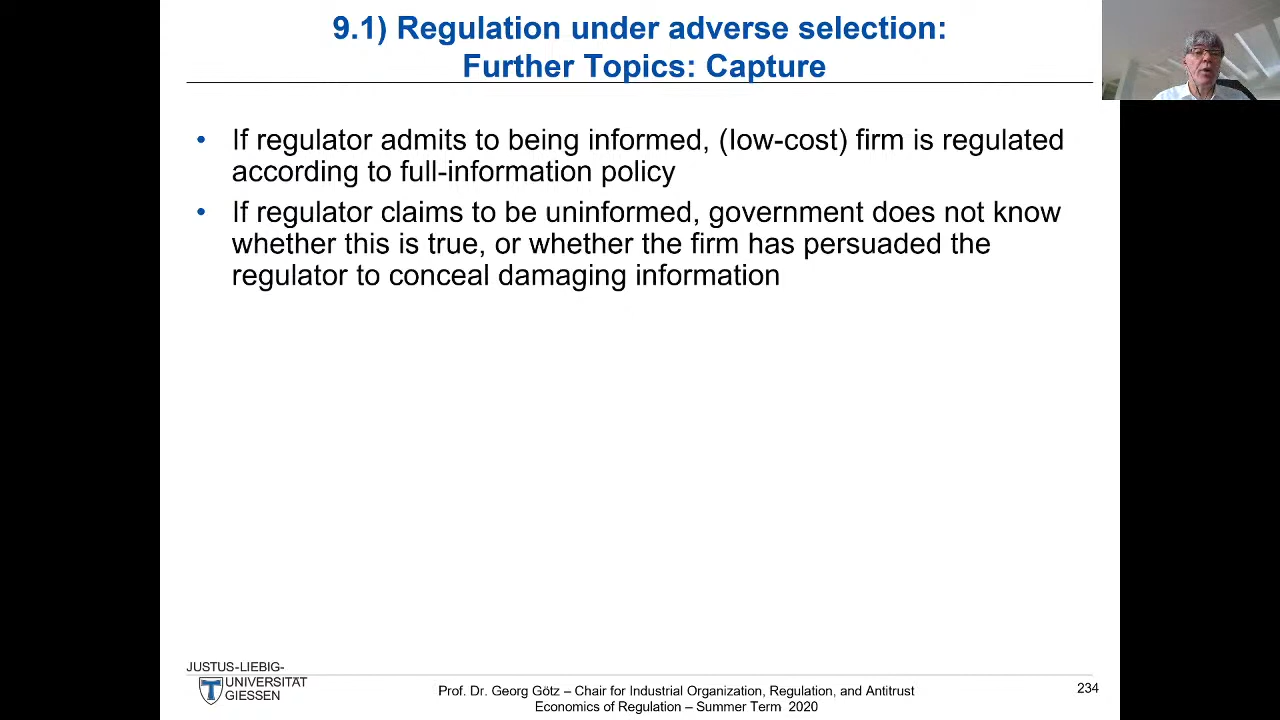 9.1) Regulation under adverse selection:
Further Topics: Capture
• If regulator admits to being informed, (low-cost) firm is regulated
according to full-information policy
• If regulator claims to be uninformed, government does not know
whether this is true, or whether the firm has persuaded the
regulator to conceal damaging information
JUSTUS-LIEBIG-
UNIVERSITÄT
GIESSEN
Prof. Dr. Georg Götz – Chair for Industrial Organization, Regulation, and Antitrust
Economics of Regulation – Summer Term 2020
234